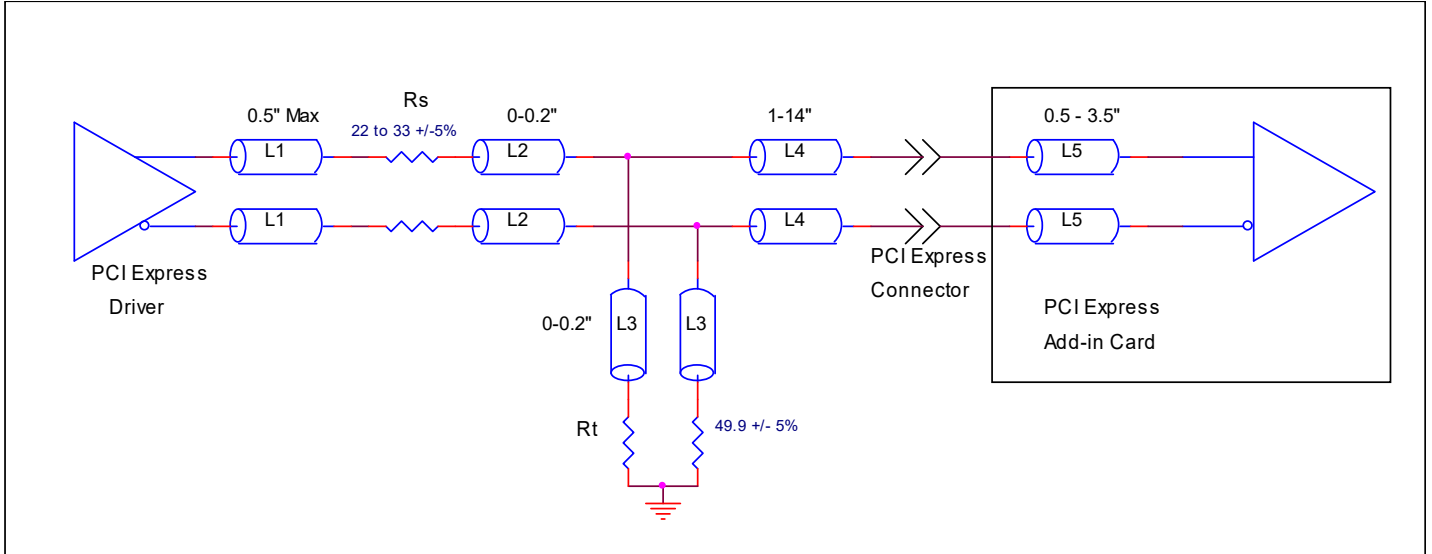 0.5" Max
Rs
22 to 33 +/-5%
0-0.2"
1-14"
0.5 - 3.5"
L1
L2
L4
L5
L1
L2
L4
L5
PCI Express
Driver
PCI Express
Connector
0-0.2"
L3
L3
PCI Express
Add-in Card
Rt
49.9 +/- 5%